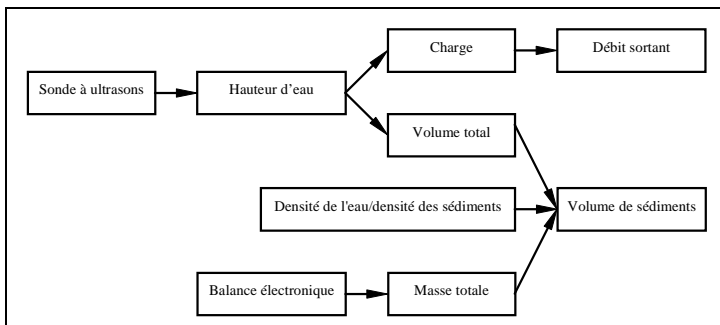 Charge
Débit sortant
Sonde à ultrasons
Hauteur d'eau
Volume total
Densité de l'eau/densité des sédiments
Volume de sédiments
Balance électronique
Masse totale